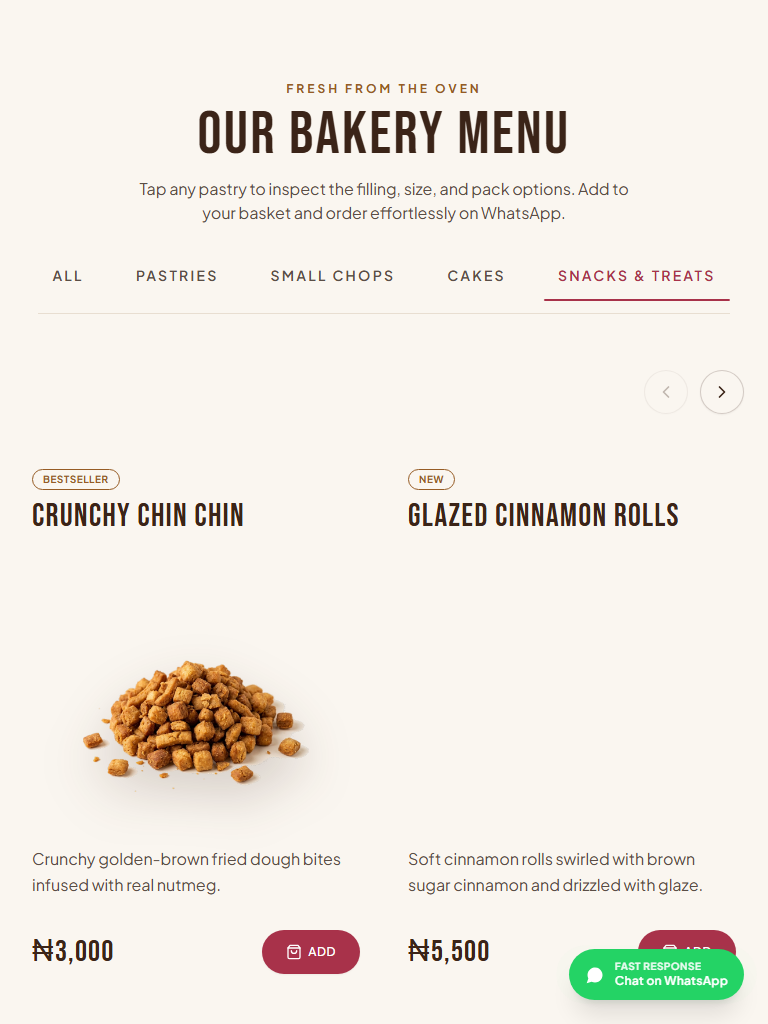 FRESH FROM THE OVEN
OUR BAKERY MENU
Tap any pastry to inspect the filling, size, and pack options. Add to
your basket and order effortlessly on WhatsApp.
ALL PASTRIES SMALL CHOPS CAKES SNACKS & TREATS
BESTSELLER
CRUNCHY CHIN CHIN
Crunchy golden-brown fried dough bites
infused with real nutmeg.
₦3,000 ADD
NEW
GLAZED CINNAMON ROLLS
Soft cinnamon rolls swirled with brown
sugar cinnamon and drizzled with glaze.
₦5,500
FAST RESPONSE
Chat on WhatsApp